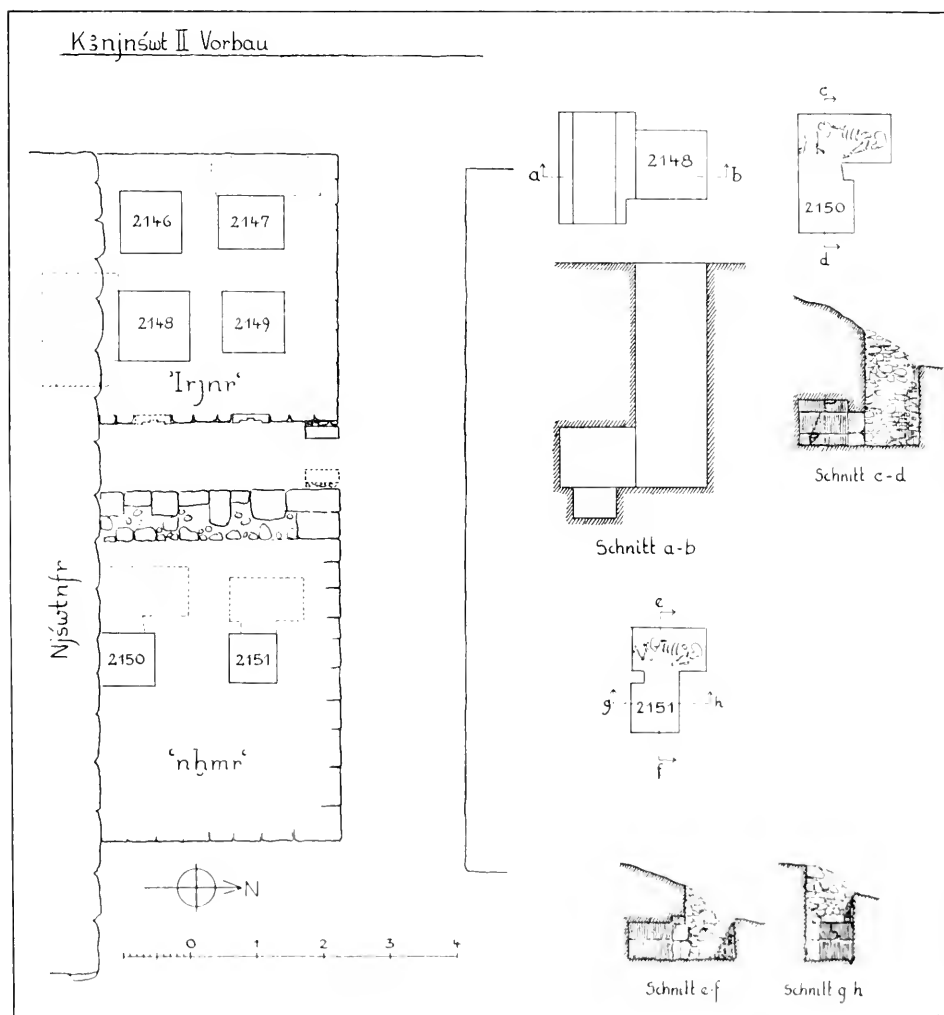 Kꜣnjnśwt II Vorbau
2146
2147
2148
2149
'Irjnr'
Njśwtnfr
2150
2151
'nḫmr'
N
0 1 2 3 4
a
2148
b
Schnitt a-b
c
2150
d
Schnitt c-d
e
g
2151
h
f
Schnitt e-f
Schnitt g h